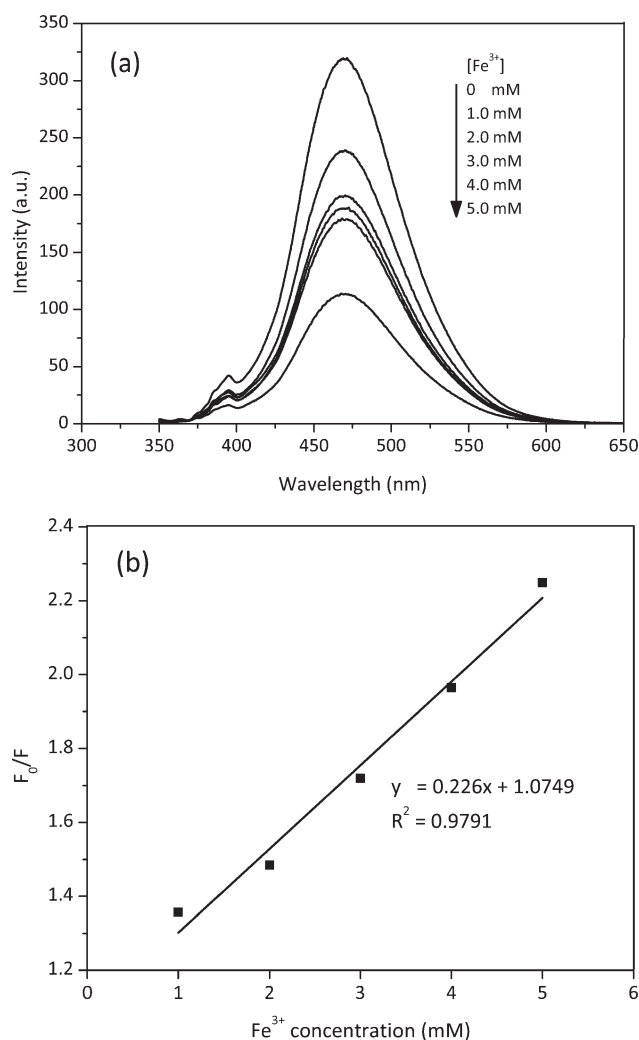 350
(a)
[Fe³⁺]
300
0 mM
1.0 mM
250
2.0 mM
3.0 mM
200
4.0 mM
5.0 mM
150
100
50
0
Intensity (a.u.)
300 350 400 450 500 550 600 650
Wavelength (nm)
2.4
(b)
2.2
2.0
1.8
1.6
1.4
1.2
F₀/F
y = 0.226x + 1.0749
R² = 0.9791
0 1 2 3 4 5 6
Fe³⁺ concentration (mM)